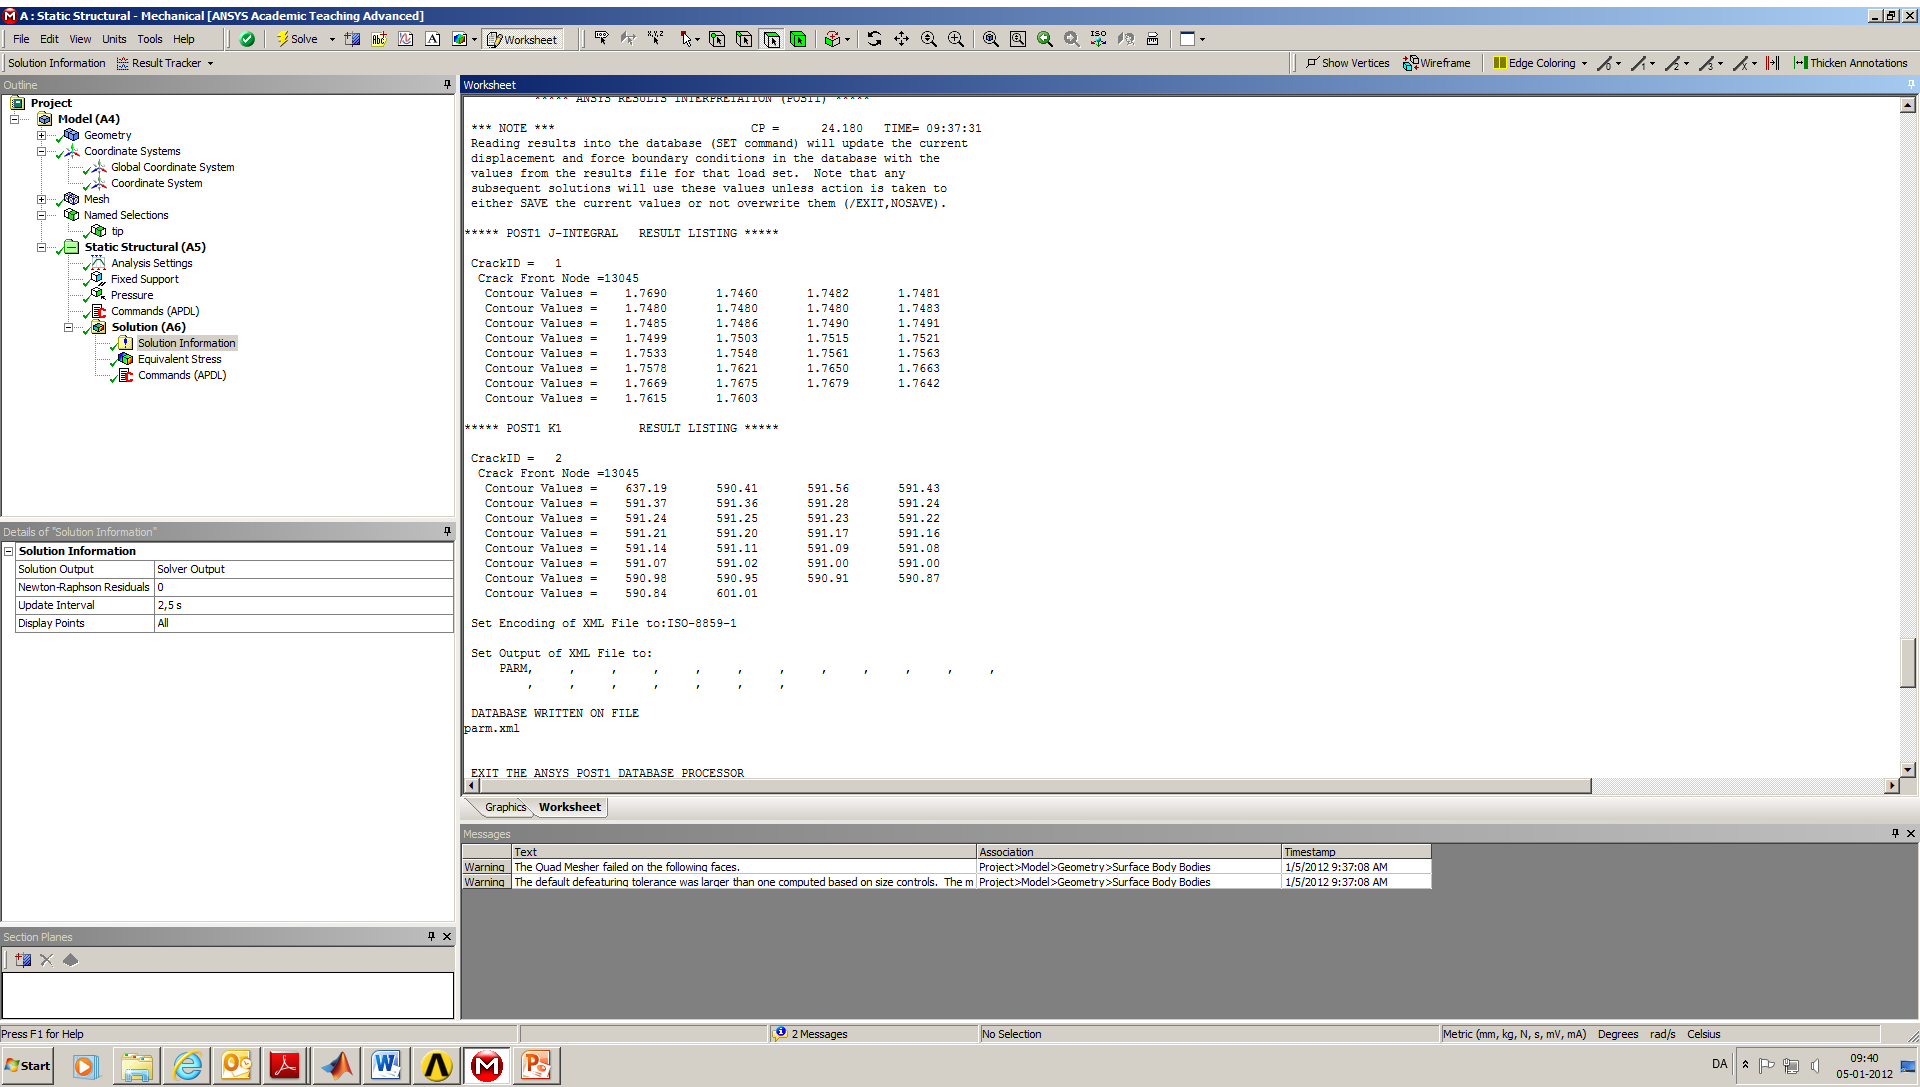 A : Static Structural - Mechanical [ANSYS Academic Teaching Advanced]
File Edit View Units Tools Help Solve Worksheet
Solution Information Result Tracker Show Vertices Wireframe Edge Coloring Thicken Annotations
Outline
Project
Model (A4)
Geometry
Coordinate Systems
Global Coordinate System
Coordinate System
Mesh
Named Selections
tip
Static Structural (A5)
Analysis Settings
Fixed Support
Pressure
Commands (APDL)
Solution (A6)
Solution Information
Equivalent Stress
Commands (APDL)
Details of "Solution Information"
Solution Information
Solution Output Solver Output
Newton-Raphson Residuals 0
Update Interval 2,5 s
Display Points All
Section Planes
Worksheet
***** ANSYS RESULTS INTERPRETATION (POST1) *****
*** NOTE *** CP = 24.180 TIME= 09:37:31
Reading results into the database (SET command) will update the current
displacement and force boundary conditions in the database with the
values from the results file for that load set. Note that any
subsequent solutions will use these values unless action is taken to
either SAVE the current values or not overwrite them (/EXIT,NOSAVE).
***** POST1 J-INTEGRAL RESULT LISTING *****
CrackID = 1
Crack Front Node =13045
Contour Values = 1.7690 1.7460 1.7482 1.7481
Contour Values = 1.7480 1.7480 1.7480 1.7483
Contour Values = 1.7485 1.7486 1.7490 1.7491
Contour Values = 1.7499 1.7503 1.7515 1.7521
Contour Values = 1.7533 1.7548 1.7561 1.7563
Contour Values = 1.7578 1.7621 1.7650 1.7663
Contour Values = 1.7669 1.7675 1.7679 1.7642
Contour Values = 1.7615 1.7603
***** POST1 K1 RESULT LISTING *****
CrackID = 2
Crack Front Node =13045
Contour Values = 637.19 590.41 591.56 591.43
Contour Values = 591.37 591.36 591.28 591.24
Contour Values = 591.24 591.25 591.23 591.22
Contour Values = 591.21 591.20 591.17 591.16
Contour Values = 591.14 591.11 591.09 591.08
Contour Values = 591.07 591.02 591.00 591.00
Contour Values = 590.98 590.95 590.91 590.87
Contour Values = 590.84 601.01
Set Encoding of XML File to:ISO-8859-1
Set Output of XML File to:
PARM, , , , , , , , , , , ,
, , , , , , ,
DATABASE WRITTEN ON FILE
parm.xml
EXIT THE ANSYS POST1 DATABASE PROCESSOR
Graphics Worksheet
Messages
Text Association Timestamp
Warning The Quad Mesher failed on the following faces. Project>Model>Geometry>Surface Body Bodies 1/5/2012 9:37:08 AM
Warning The default defeaturing tolerance was larger than one computed based on size controls. The m Project>Model>Geometry>Surface Body Bodies 1/5/2012 9:37:08 AM
Press F1 for Help 2 Messages No Selection Metric (mm, kg, N, s, mV, mA) Degrees rad/s Celsius
Start DA 09:40
05-01-2012